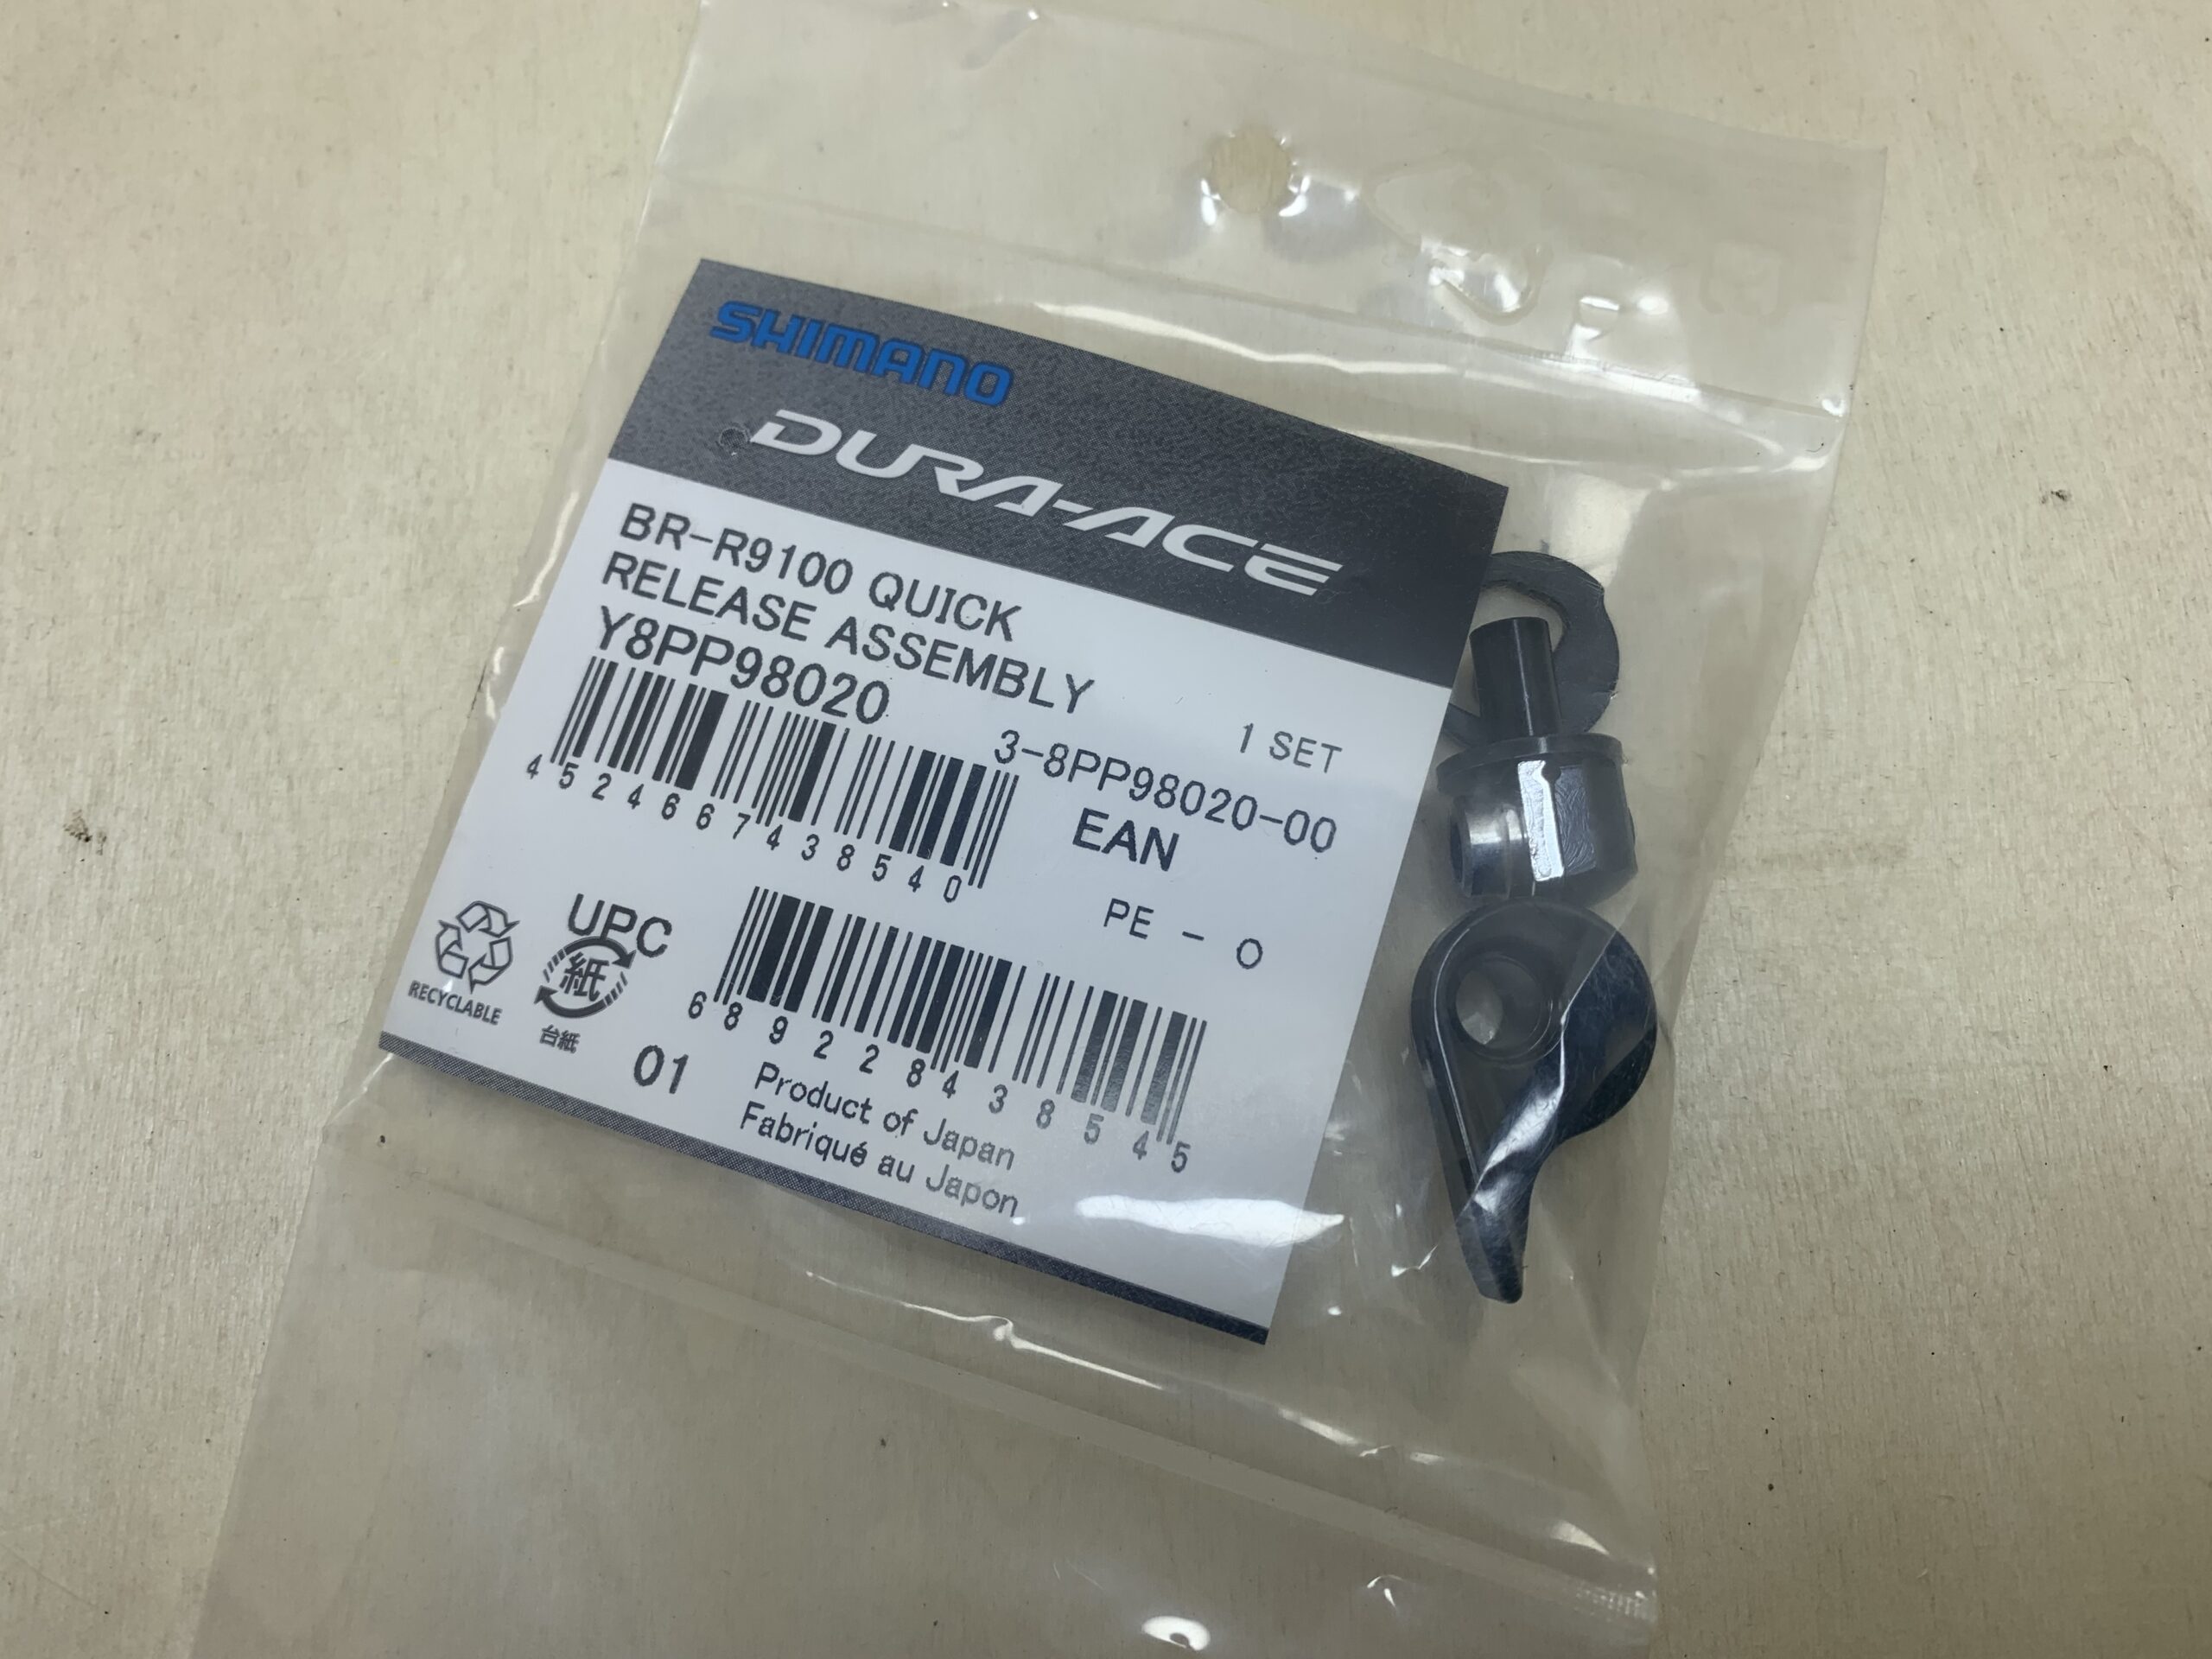 SHIMANO
DURA-ACE
BR-R9100 QUICK
RELEASE ASSEMBLY
Y8PP98020
1 SET
3-8PP98020-00
EAN
4524667438540
PE - O
UPC
紙
RECYCLABLE
台紙
689228438545
01
Product of Japan
Fabriqué au Japon